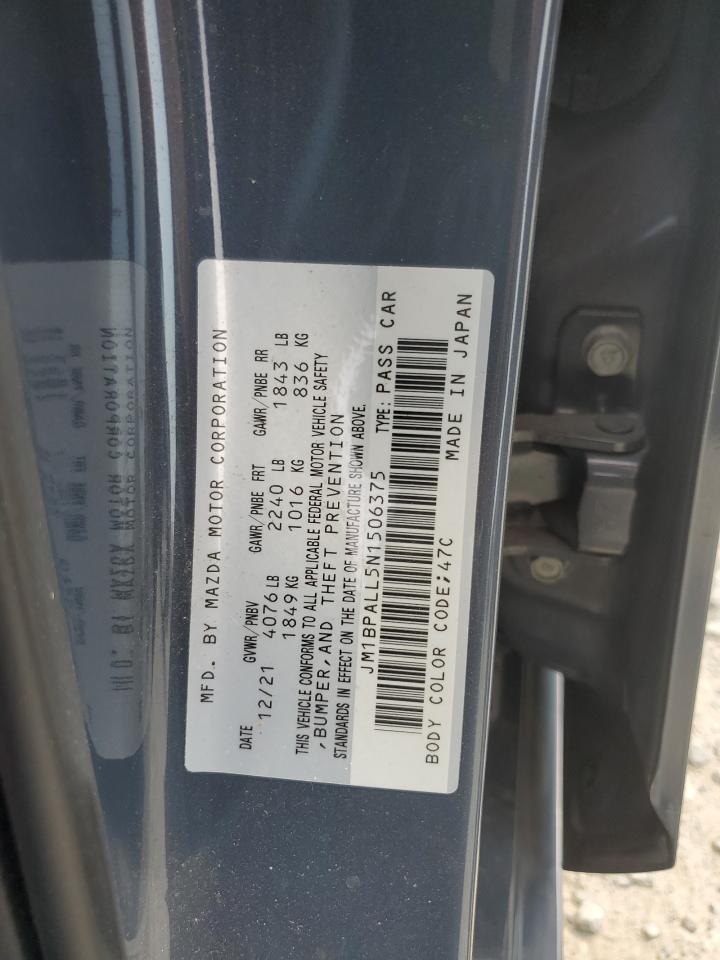 MFD. BY MAZDA MOTOR CORPORATION
DATE GVWR/PNBV GAWR/PNBE FRT GAWR/PNBE RR
12/21 4076 LB 2240 LB 1843 LB
1849 KG 1016 KG 836 KG
THIS VEHICLE CONFORMS TO ALL APPLICABLE FEDERAL MOTOR VEHICLE SAFETY
, BUMPER, AND THEFT PREVENTION
STANDARDS IN EFFECT ON THE DATE OF MANUFACTURE SHOWN ABOVE.
JM1BPALL5N1506375 TYPE: PASS CAR
BODY COLOR CODE;47C MADE IN JAPAN